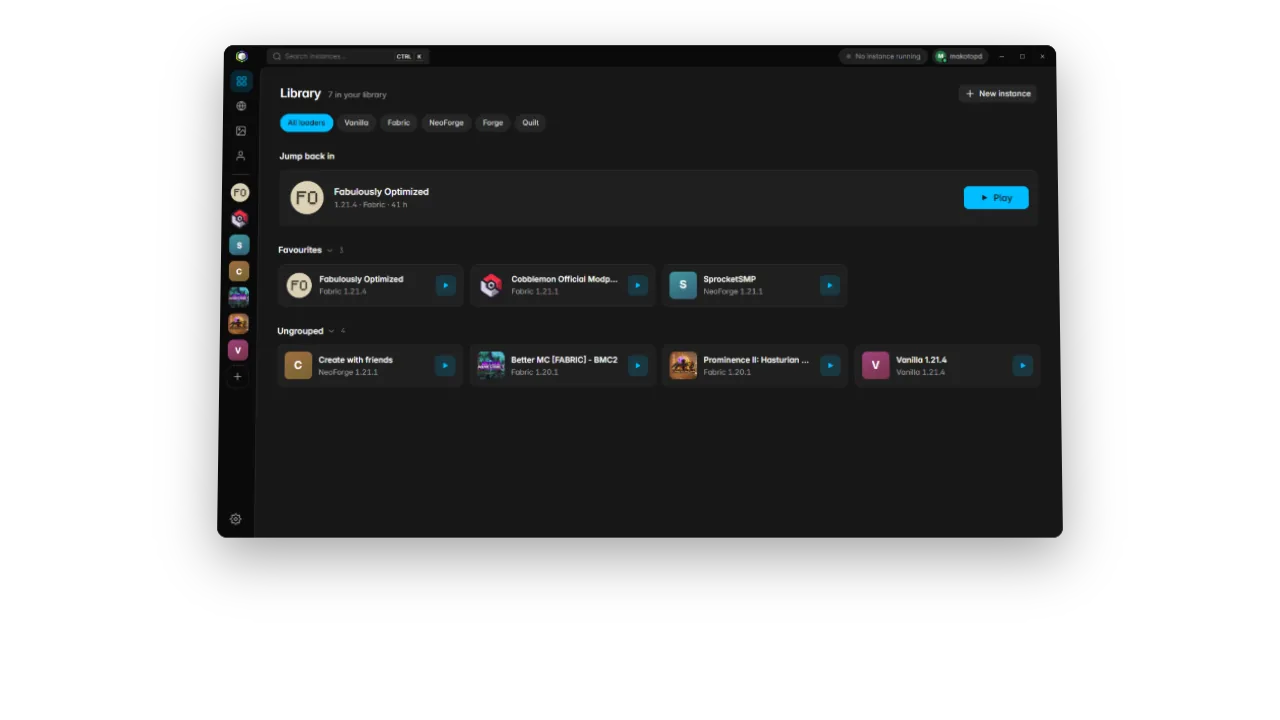 Search instances... CTRL K
No instance running
M makotopd
Library 7 in your library
New instance
All loaders Vanilla Fabric NeoForge Forge Quilt
Jump back in
FO Fabulously Optimized
1.21.4 · Fabric · 41 h
Play
Favourites 3
FO Fabulously Optimized
Fabric 1.21.4
Cobblemon Official Modp...
Fabric 1.21.1
S SprocketSMP
NeoForge 1.21.1
Ungrouped 4
C Create with friends
NeoForge 1.21.1
Better MC [FABRIC] - BMC2
Fabric 1.20.1
Prominence II: Hasturian ...
Fabric 1.20.1
V Vanilla 1.21.4
Vanilla 1.21.4
FO
S
C
V